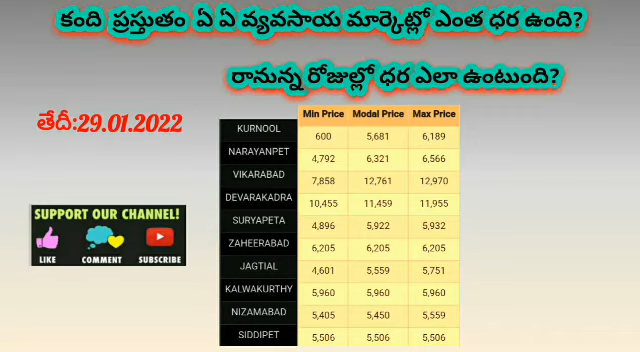 కంది ప్రస్తుతం ఏ ఏ వ్యవసాయ మార్కెట్లో ఎంత ధర ఉంది?
రానున్న రోజుల్లో ధర ఎలా ఉంటుంది?
తేదీ:29.01.2022
Min Price Modal Price Max Price
KURNOOL 600 5,681 6,189
NARAYANPET 4,792 6,321 6,566
VIKARABAD 7,858 12,761 12,970
DEVARAKADRA 10,455 11,459 11,955
SURYAPETA 4,896 5,922 5,932
ZAHEERABAD 6,205 6,205 6,205
JAGTIAL 4,601 5,559 5,751
KALWAKURTHY 5,960 5,960 5,960
NIZAMABAD 5,405 5,450 5,559
SIDDIPET 5,506 5,506 5,506
SUPPORT OUR CHANNEL!
LIKE COMMENT SUBSCRIBE